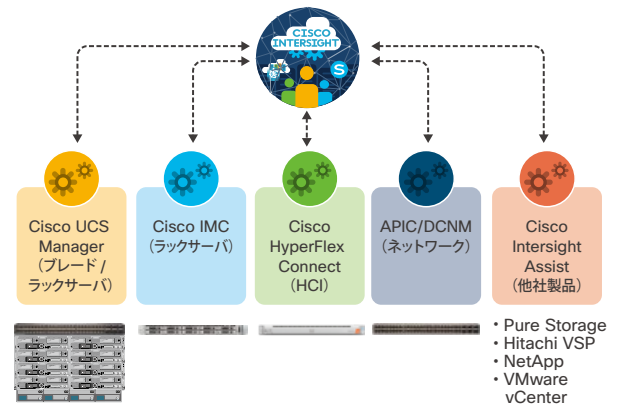 CISCO
INTERSIGHT
S
Cisco UCS
Manager
（ブレード /
ラックサーバ）
Cisco IMC
（ラックサーバ）
Cisco
HyperFlex
Connect
（HCI）
APIC/DCNM
（ネットワーク）
Cisco
Intersight
Assist
（他社製品）
・Pure Storage
・Hitachi VSP
・NetApp
・VMware
vCenter